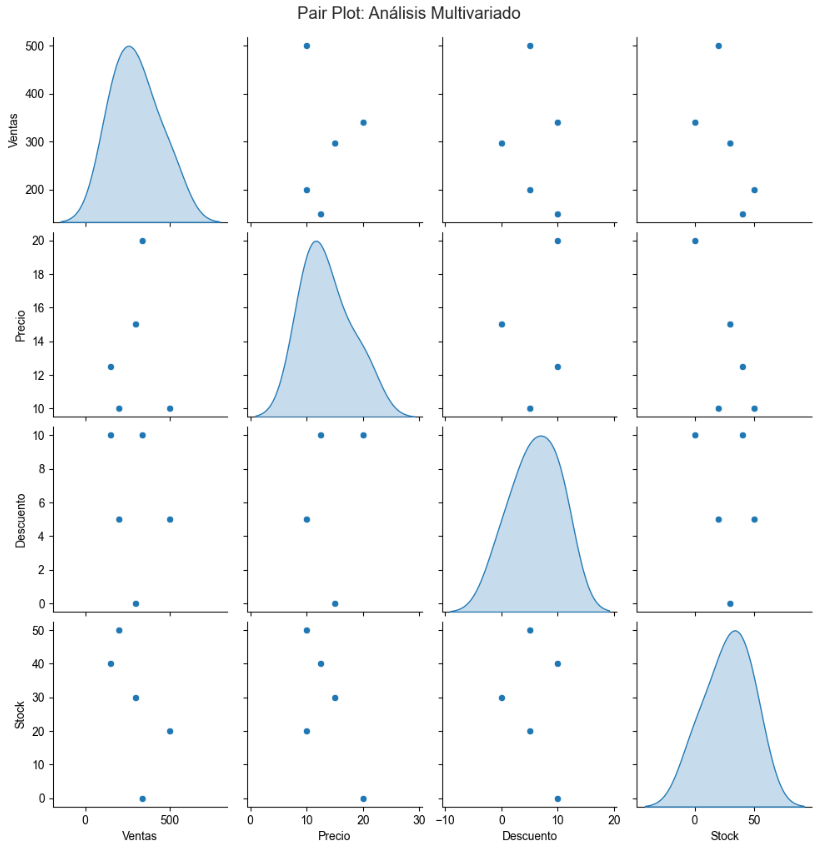 Pair Plot: Análisis Multivariado
500
400
300
200
Ventas
20
18
16
14
12
10
Precio
10
8
6
4
2
0
Descuento
50
40
30
20
10
0
Stock
0 500
Ventas
0 10 20 30
Precio
−10 0 10 20
Descuento
0 50
Stock